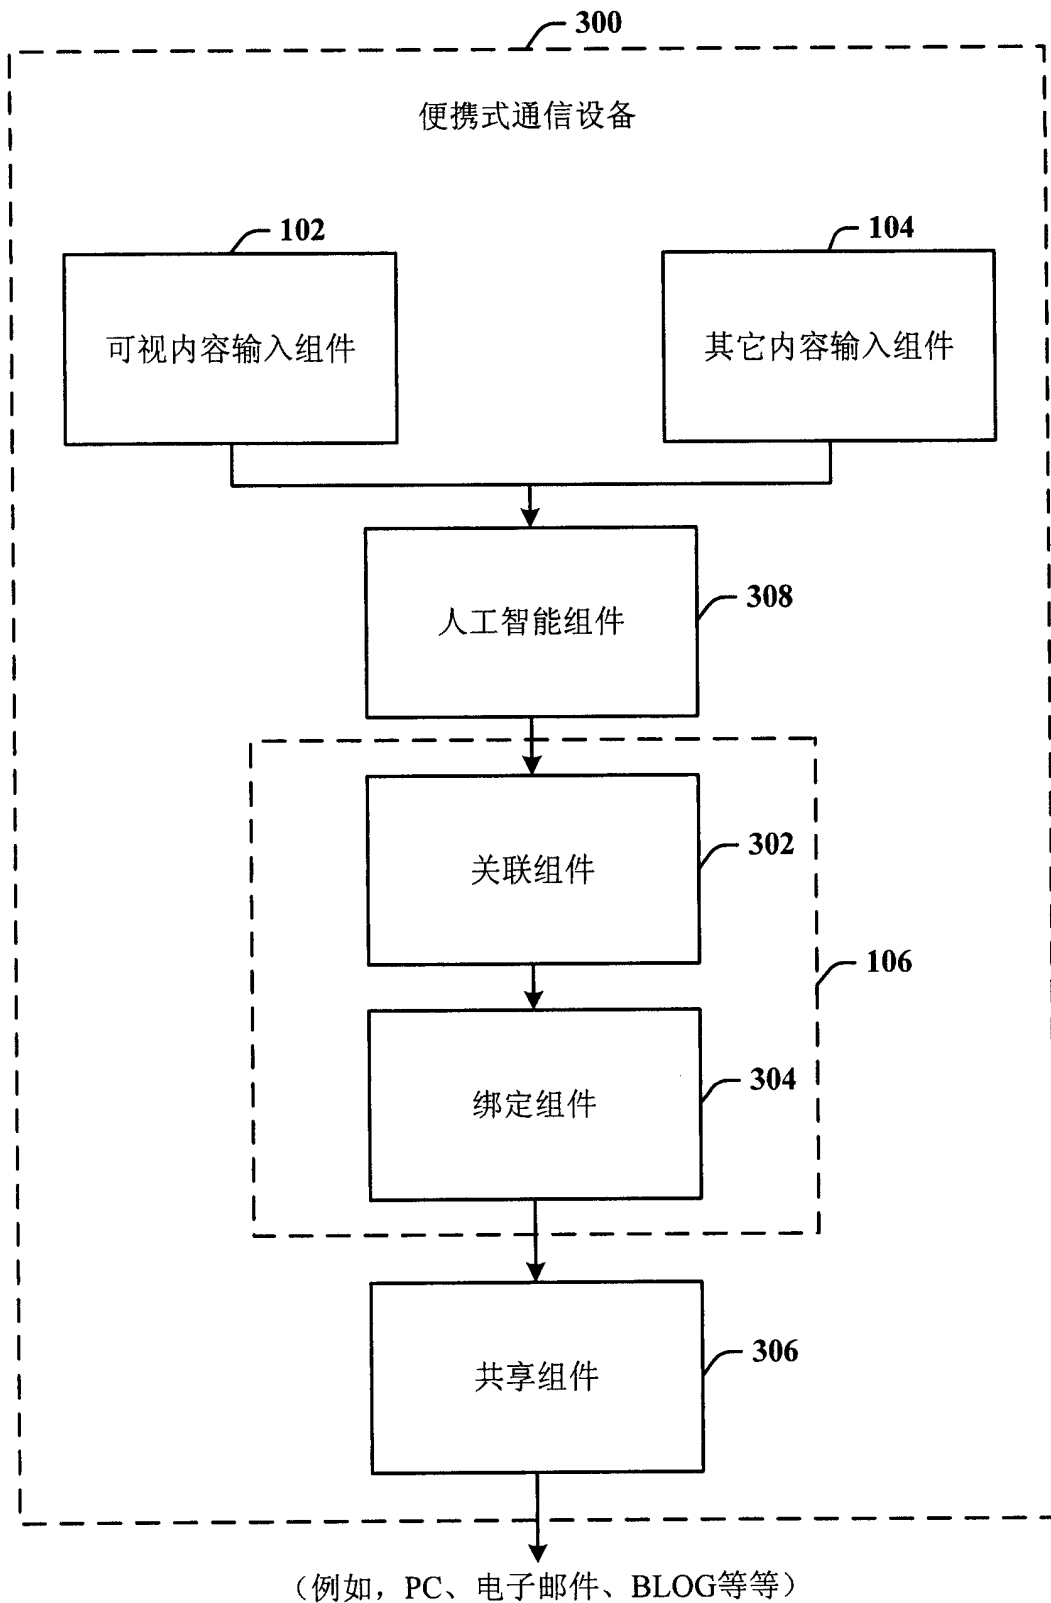 300
便携式通信设备
102
104
可视内容输入组件
其它内容输入组件
人工智能组件
308
关联组件
302
106
绑定组件
304
共享组件
306
（例如，PC、电子邮件、BLOG等等）